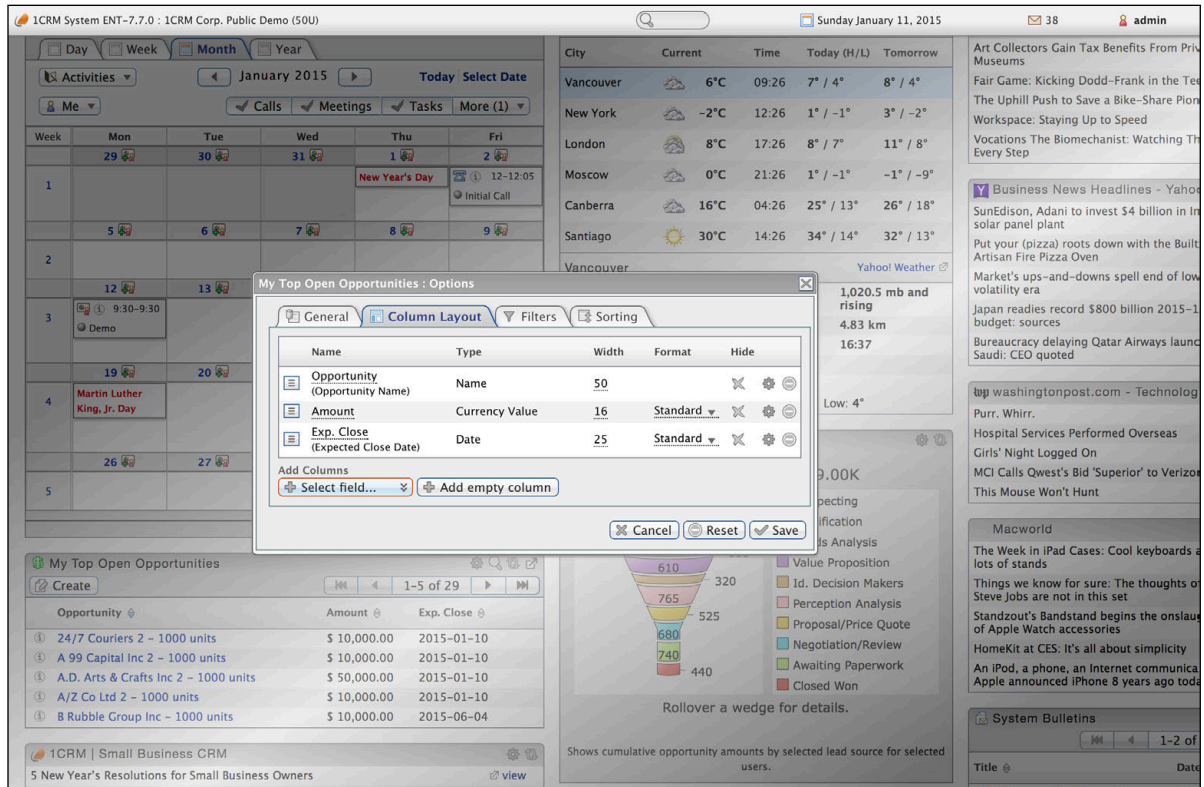 1CRM System ENT-7.7.0 : 1CRM Corp. Public Demo (50U)
Sunday January 11, 2015
38
admin
Day Week Month Year
Activities
January 2015
Today Select Date
Me
Calls Meetings Tasks More (1)
Week Mon Tue Wed Thu Fri
29 30 31 1 2
1
New Year's Day
12-12:05
Initial Call
5 6 7 8 9
2
12 13
3
9:30-9:30
Demo
19 20
4
Martin Luther
King, Jr. Day
26 27
5
City Current Time Today (H/L) Tomorrow
Vancouver 6°C 09:26 7° / 4° 8° / 4°
New York -2°C 12:26 1° / -1° 3° / -2°
London 8°C 17:26 8° / 7° 11° / 8°
Moscow 0°C 21:26 1° / -1° -1° / -9°
Canberra 16°C 04:26 25° / 13° 26° / 18°
Santiago 30°C 14:26 34° / 14° 32° / 13°
Vancouver
Yahoo! Weather
1,020.5 mb and
rising
4.83 km
16:37
Low: 4°
My Top Open Opportunities : Options
General Column Layout Filters Sorting
Name Type Width Format Hide
Opportunity
(Opportunity Name)
Name 50
Amount Currency Value 16 Standard
Exp. Close
(Expected Close Date)
Date 25 Standard
Add Columns
Select field... Add empty column
Cancel Reset Save
My Top Open Opportunities
Create
1-5 of 29
Opportunity Amount Exp. Close
24/7 Couriers 2 - 1000 units $ 10,000.00 2015-01-10
A 99 Capital Inc 2 - 1000 units $ 10,000.00 2015-01-10
A.D. Arts & Crafts Inc 2 - 1000 units $ 50,000.00 2015-01-10
A/Z Co Ltd 2 - 1000 units $ 10,000.00 2015-01-10
B Rubble Group Inc - 1000 units $ 10,000.00 2015-06-04
1CRM | Small Business CRM
5 New Year's Resolutions for Small Business Owners
view
9.00K
Analysis
Value Proposition
Id. Decision Makers
Perception Analysis
Proposal/Price Quote
Negotiation/Review
Awaiting Paperwork
Closed Won
610
320
765
525
680
740
440
Rollover a wedge for details.
Shows cumulative opportunity amounts by selected lead source for selected
users.
Art Collectors Gain Tax Benefits From
Museums
Fair Game: Kicking Dodd-Frank in the
The Uphill Push to Save a Bike-Share
Workspace: Staying Up to Speed
Vocations The Biomechanist: Watching
Every Step
Business News Headlines -
SunEdison, Adani to invest $4 billion in
solar panel plant
Put your (pizza) roots down with the
Artisan Fire Pizza Oven
Market's ups-and-downs spell end of
volatility era
Japan readies record $800 billion
budget: sources
Bureaucracy delaying Qatar Airways
Saudi: CEO quoted
washingtonpost.com -
Purr. Whirr.
Hospital Services Performed Overseas
Girls' Night Logged On
MCI Calls Qwest's Bid 'Superior' to
This Mouse Won't Hunt
Macworld
The Week in iPad Cases: Cool keyboards
lots of stands
Things we know for sure: The thoughts
Steve Jobs are not in this set
Standzout's Bandstand begins the
of Apple Watch accessories
HomeKit at CES: It's all about simplicity
An iPod, a phone, an Internet
Apple announced iPhone 8 years ago
System Bulletins
1-2 of
Title